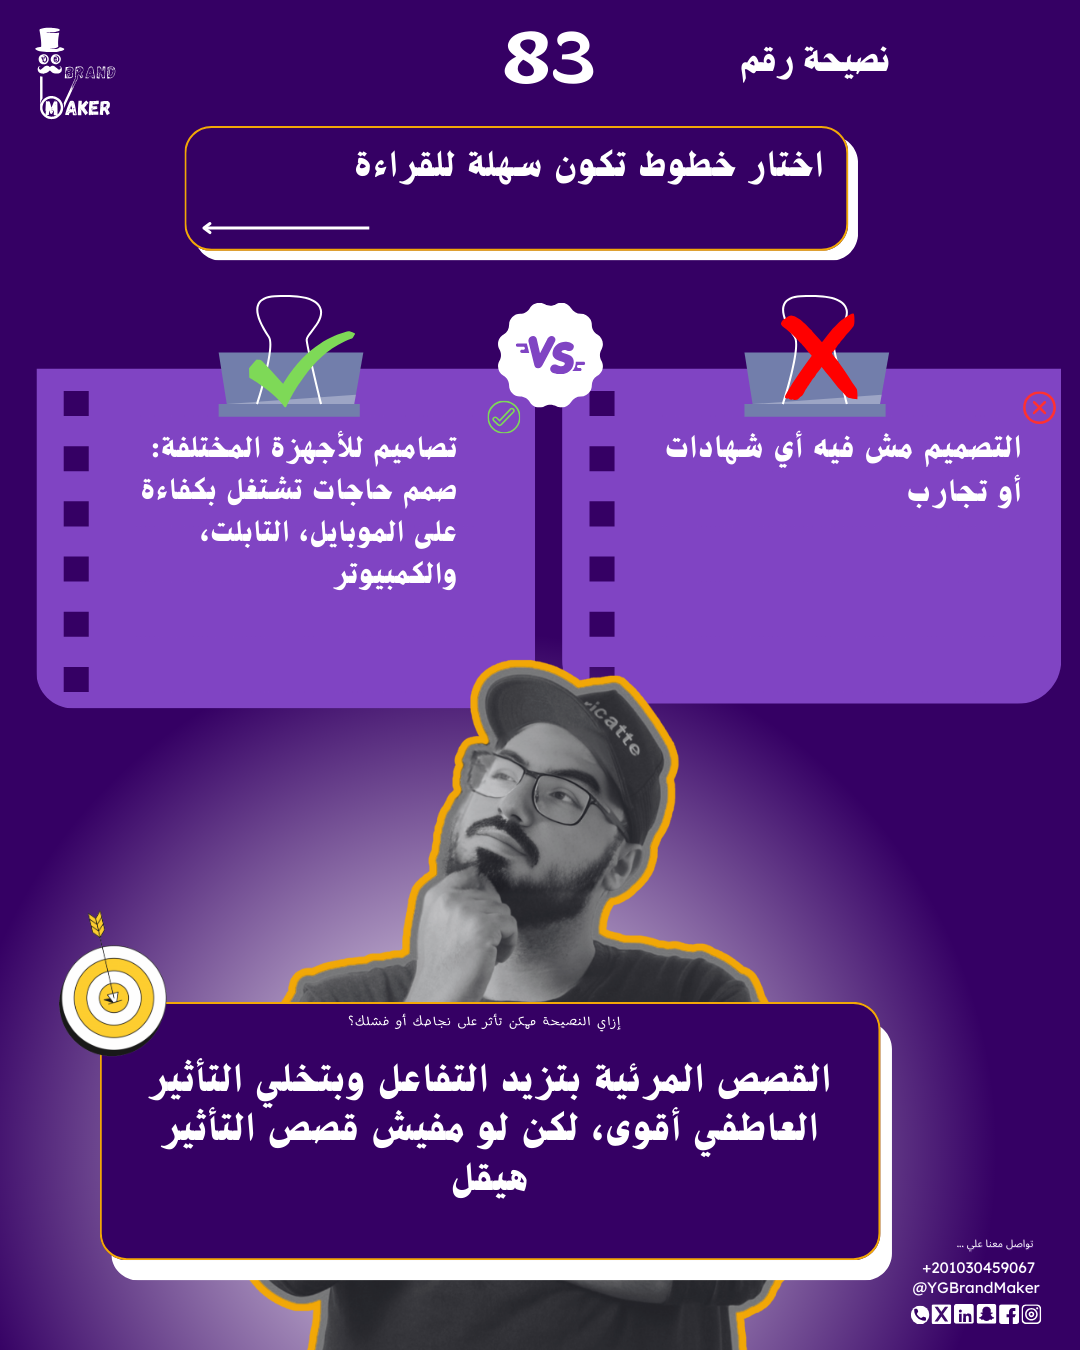 نصيحة رقم 83
BRAND
MAKER
اختار خطوط تكون سهلة للقراءة
VS
التصميم مش فيه أي شهادات
أو تجارب
تصاميم للأجهزة المختلفة:
صمم حاجات تشتغل بكفاءة
على الموبايل، التابلت،
والكمبيوتر
icatte
إزاي النصيحة ممكن تأثر على نجاحك أو فشلك؟
القصص المرئية بتزيد التفاعل وبتخلي التأثير
العاطفي أقوى، لكن لو مفيش قصص التأثير
هيقل
تواصل معنا علي ...
+201030459067
@YGBrandMaker